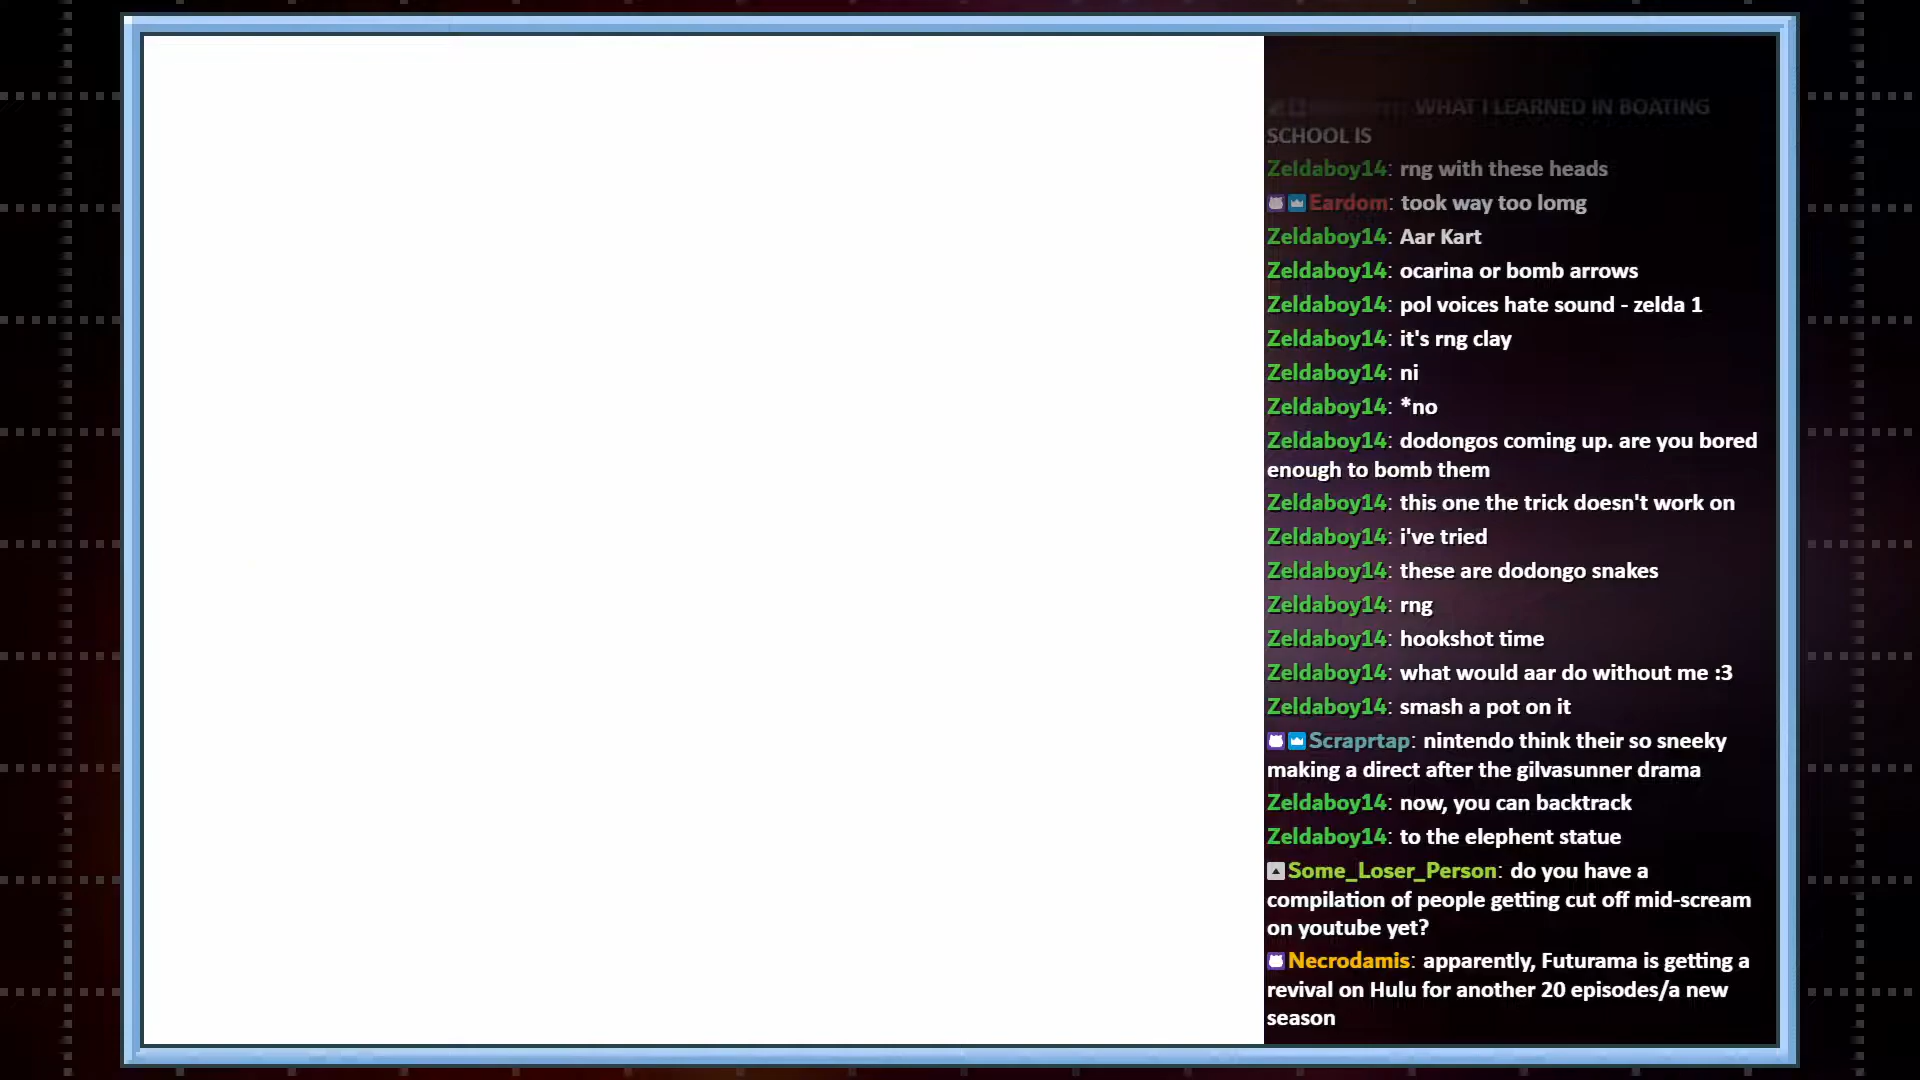 WHAT I LEARNED IN BOATING
SCHOOL IS
Zeldaboy14: rng with these heads
Eardom: took way too lomg
Zeldaboy14: Aar Kart
Zeldaboy14: ocarina or bomb arrows
Zeldaboy14: pol voices hate sound - zelda 1
Zeldaboy14: it's rng clay
Zeldaboy14: ni
Zeldaboy14: *no
Zeldaboy14: dodongos coming up. are you bored
enough to bomb them
Zeldaboy14: this one the trick doesn't work on
Zeldaboy14: i've tried
Zeldaboy14: these are dodongo snakes
Zeldaboy14: rng
Zeldaboy14: hookshot time
Zeldaboy14: what would aar do without me :3
Zeldaboy14: smash a pot on it
Scraprtap: nintendo think their so sneeky
making a direct after the gilvasunner drama
Zeldaboy14: now, you can backtrack
Zeldaboy14: to the elephent statue
Some_Loser_Person: do you have a
compilation of people getting cut off mid-scream
on youtube yet?
Necrodamis: apparently, Futurama is getting a
revival on Hulu for another 20 episodes/a new
season